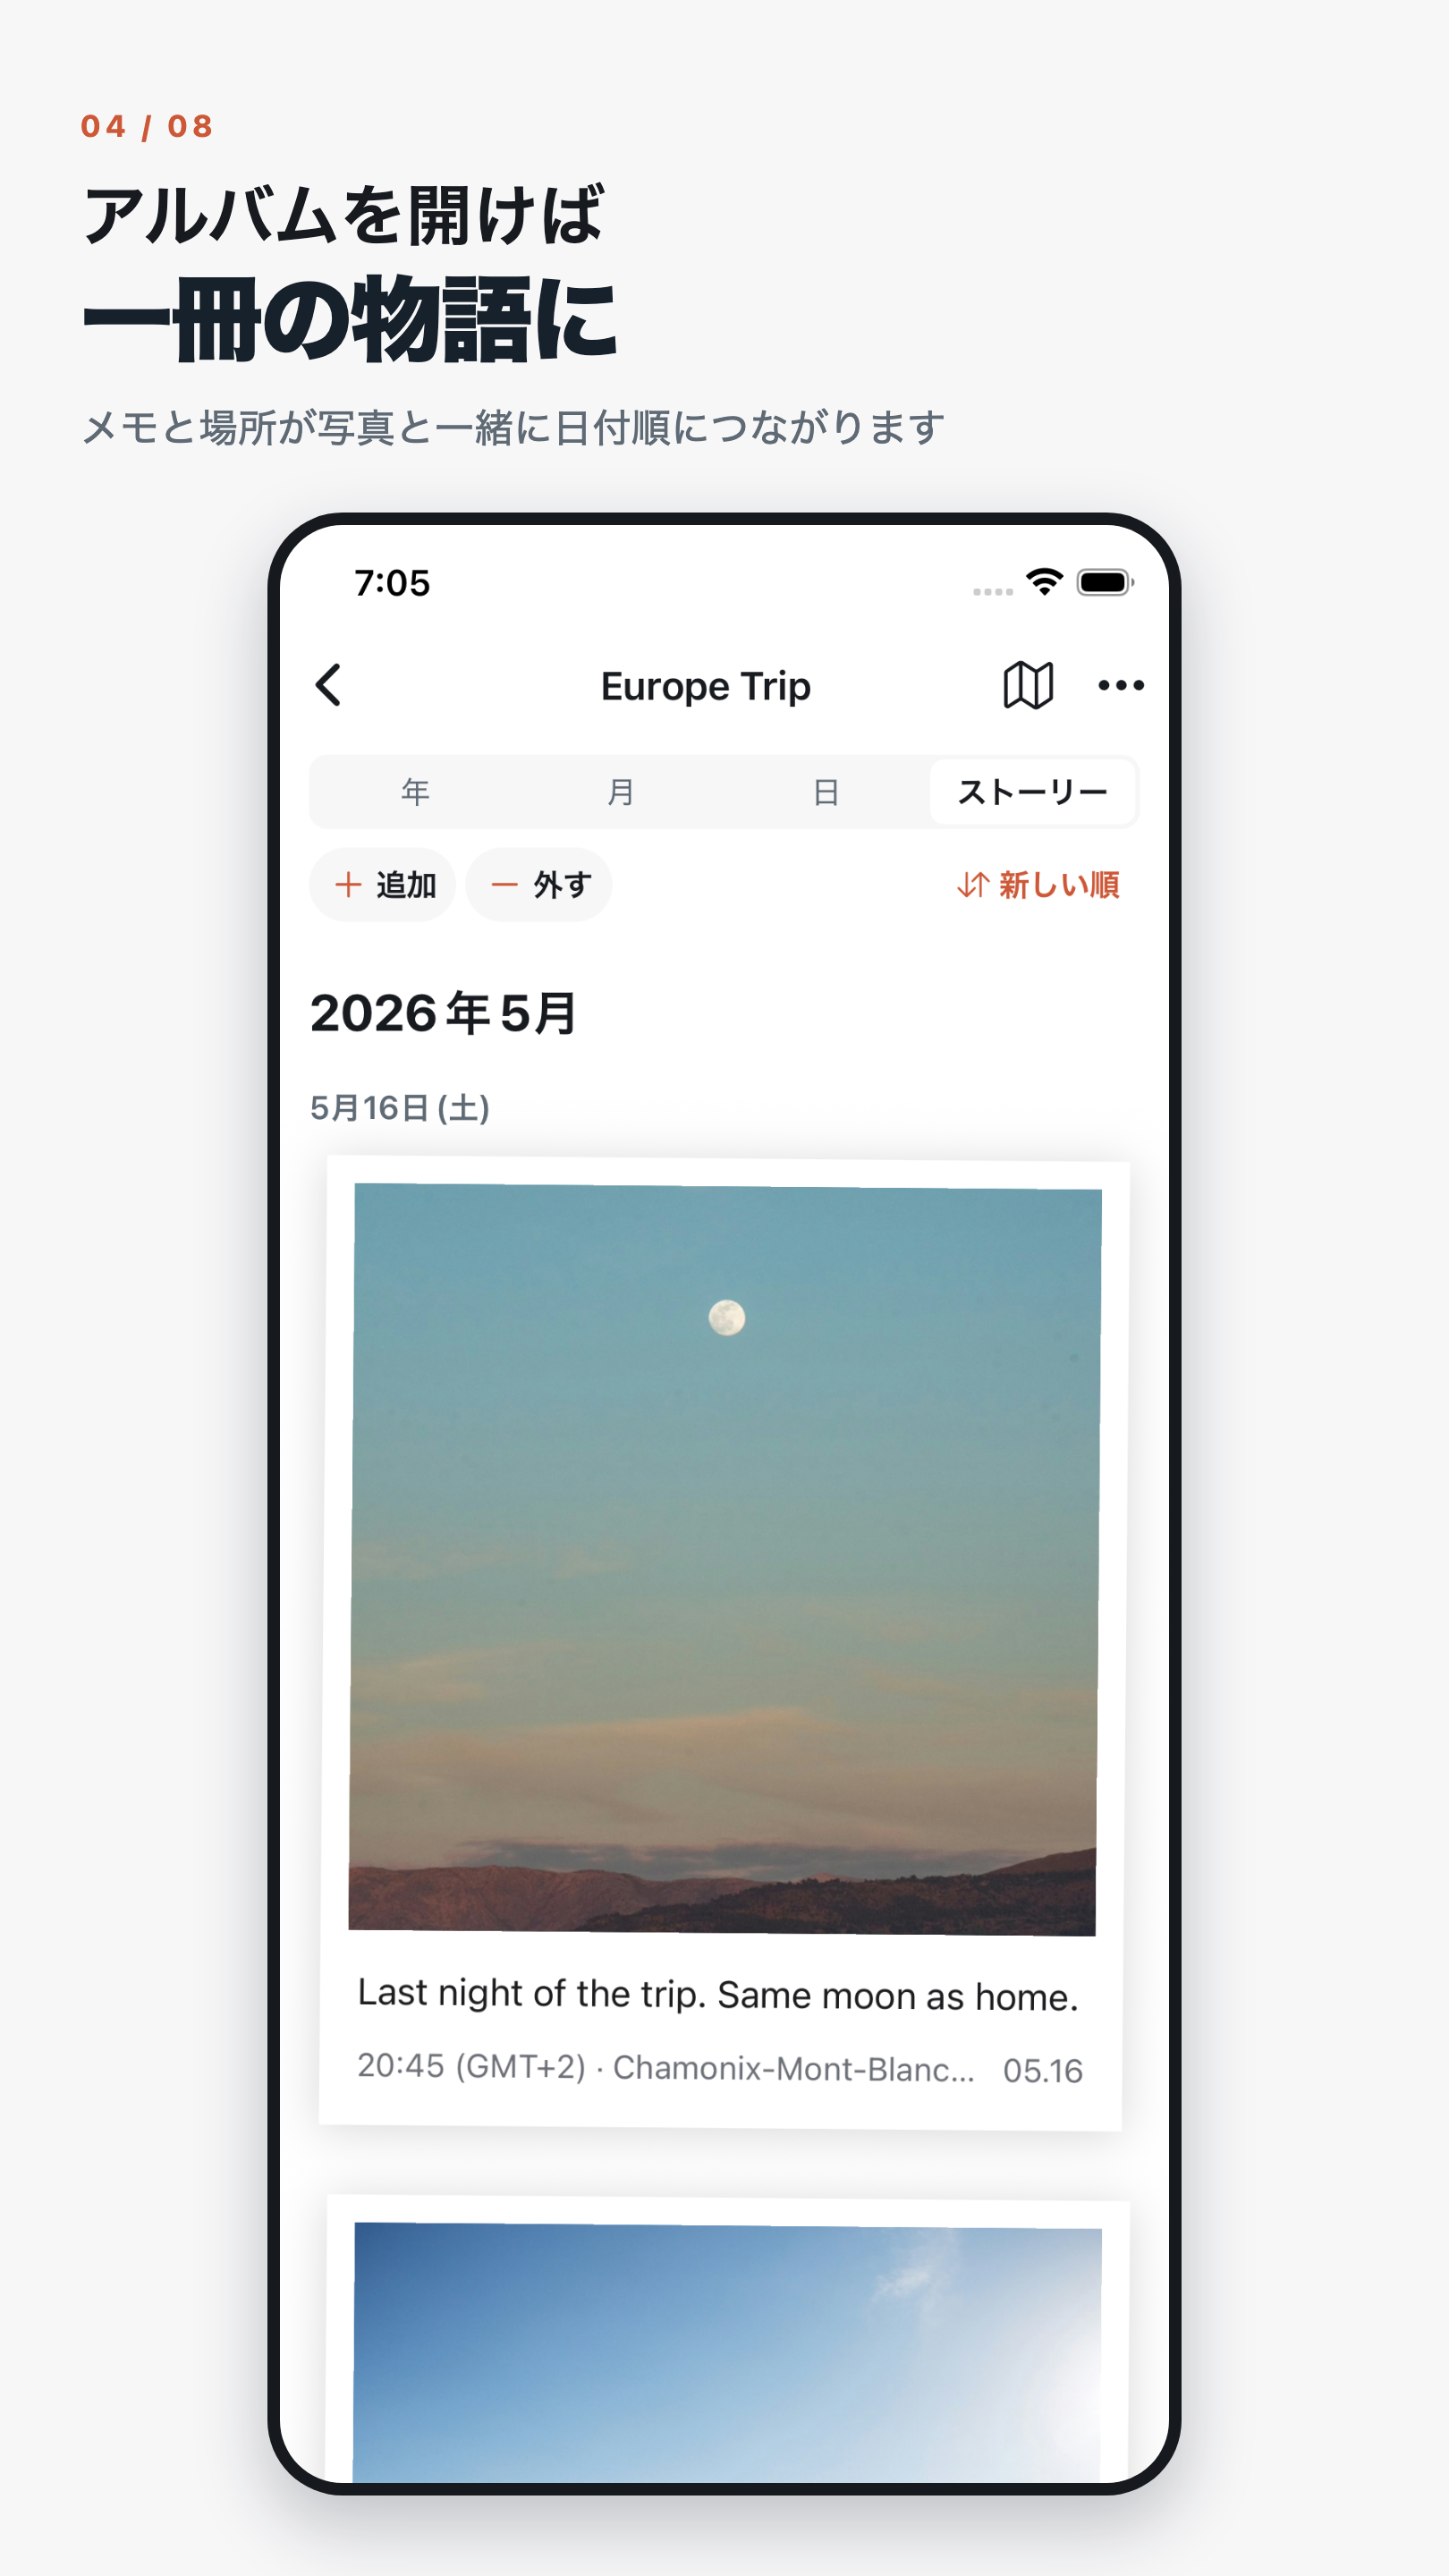 04 / 08
アルバムを開けば
一冊の物語に
メモと場所が写真と一緒に日付順につながります
7:05
Europe Trip
年 月 日 ストーリー
追加 外す 新しい順
2026年5月
5月16日(土)
Last night of the trip. Same moon as home.
20:45 (GMT+2) · Chamonix-Mont-Blanc... 05.16